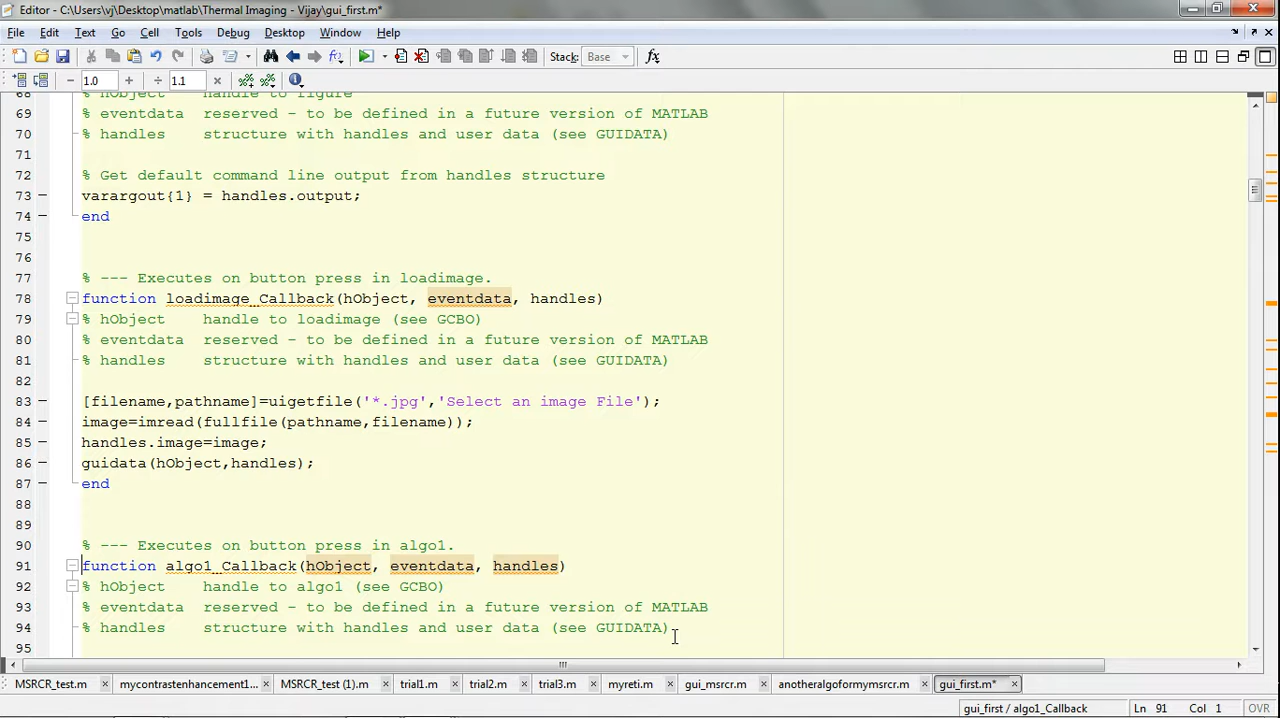 Editor - C:\Users\vj\Desktop\matlab\Thermal Imaging - Vijay\gui_first.m*
File Edit Text Go Cell Tools Debug Desktop Window Help
Stack: Base fx
1.0 1.1
68 % hObject    handle to figure
69 % eventdata  reserved - to be defined in a future version of MATLAB
70 % handles    structure with handles and user data (see GUIDATA)
71
72 % Get default command line output from handles structure
73 varargout{1} = handles.output;
74 end
75
76
77 % --- Executes on button press in loadimage.
78 function loadimage_Callback(hObject, eventdata, handles)
79 % hObject    handle to loadimage (see GCBO)
80 % eventdata  reserved - to be defined in a future version of MATLAB
81 % handles    structure with handles and user data (see GUIDATA)
82
83 [filename,pathname]=uigetfile('*.jpg','Select an image File');
84 image=imread(fullfile(pathname,filename));
85 handles.image=image;
86 guidata(hObject,handles);
87 end
88
89
90 % --- Executes on button press in algo1.
91 function algo1_Callback(hObject, eventdata, handles)
92 % hObject    handle to algo1 (see GCBO)
93 % eventdata  reserved - to be defined in a future version of MATLAB
94 % handles    structure with handles and user data (see GUIDATA)
95
MSRCR_test.m mycontrastenhancement1... MSRCR_test (1).m trial1.m trial2.m trial3.m myreti.m gui_msrcr.m anotheralgoformymsrcr.m gui_first.m*
gui_first / algo1_Callback Ln 91 Col 1 OVR